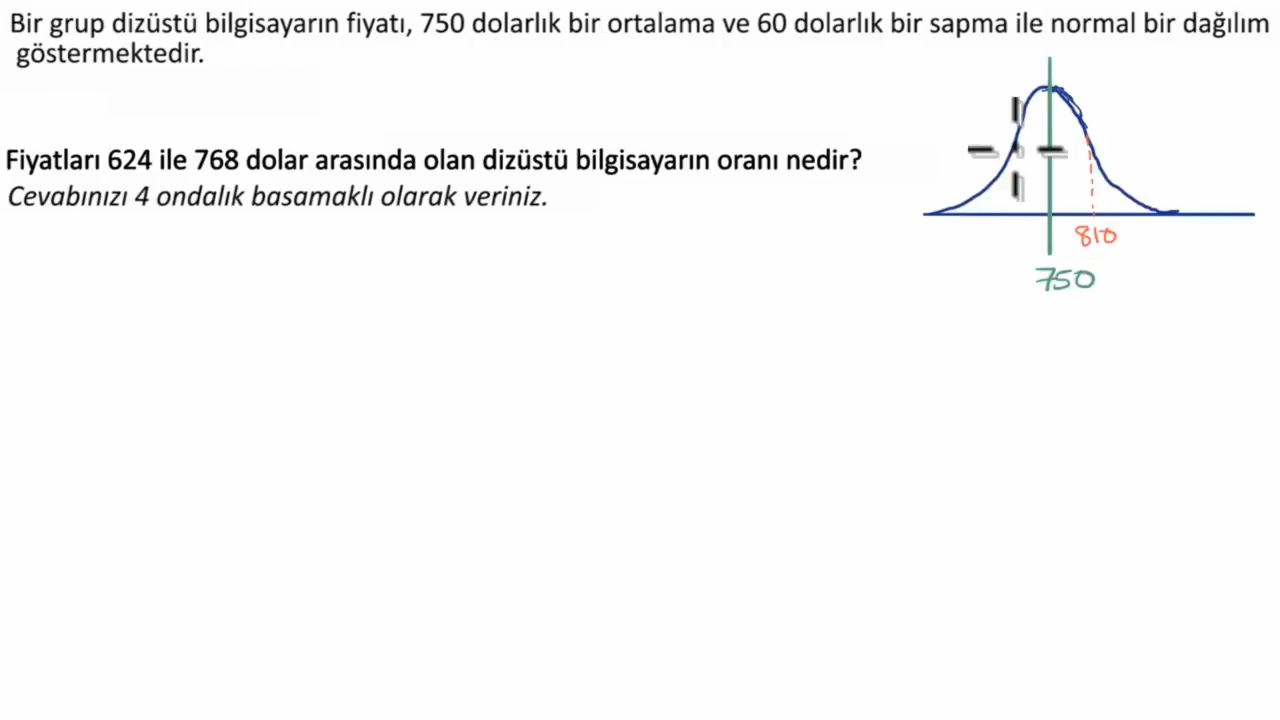 Bir grup dizüstü bilgisayarın fiyatı, 750 dolarlık bir ortalama ve 60 dolarlık bir sapma ile normal bir dağılım
göstermektedir.
Fiyatları 624 ile 768 dolar arasında olan dizüstü bilgisayarın oranı nedir?
Cevabınızı 4 ondalık basamaklı olarak veriniz.
810
750